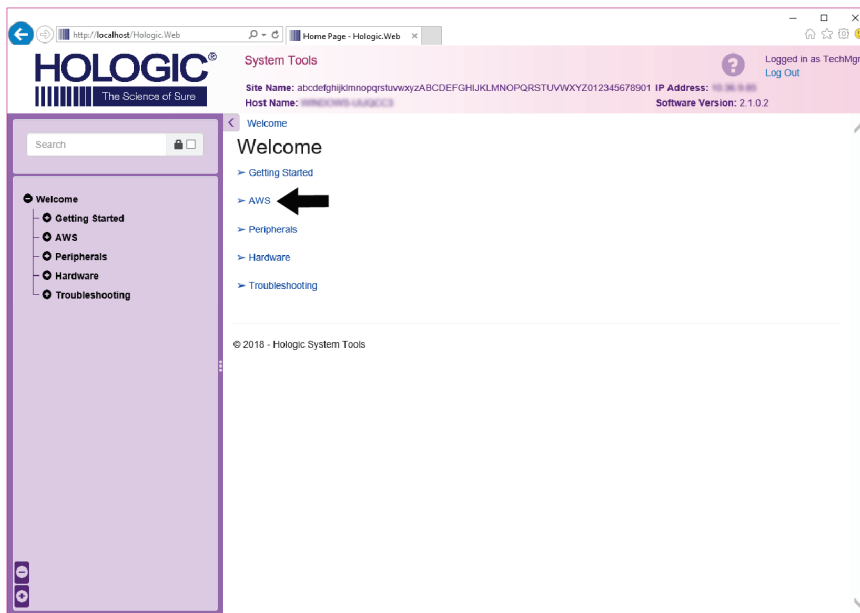 http://localhost/Hologic.Web
Home Page - Hologic.Web
HOLOGIC®
The Science of Sure
System Tools
Logged in as TechMgr
Log Out
Site Name: abcdefghijklmnopqrstuvwxyzABCDEFGHIJKLMNOPQRSTUVWXYZ012345678901 IP Address:
Host Name:
Software Version: 2.1.0.2
Search
Welcome
Getting Started
AWS
Peripherals
Hardware
Troubleshooting
Welcome
Welcome
➢ Getting Started
➢ AWS
➢ Peripherals
➢ Hardware
➢ Troubleshooting
© 2018 - Hologic System Tools